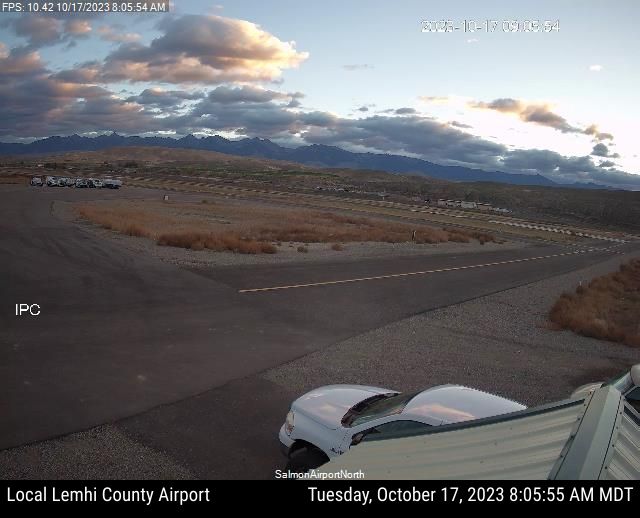 FPS: 10.42 10/17/2023 8:05:54 AM
2023-10-17 09:05:54
IPC
SalmonAirportNorth
Local Lemhi County Airport
Tuesday, October 17, 2023 8:05:55 AM MDT